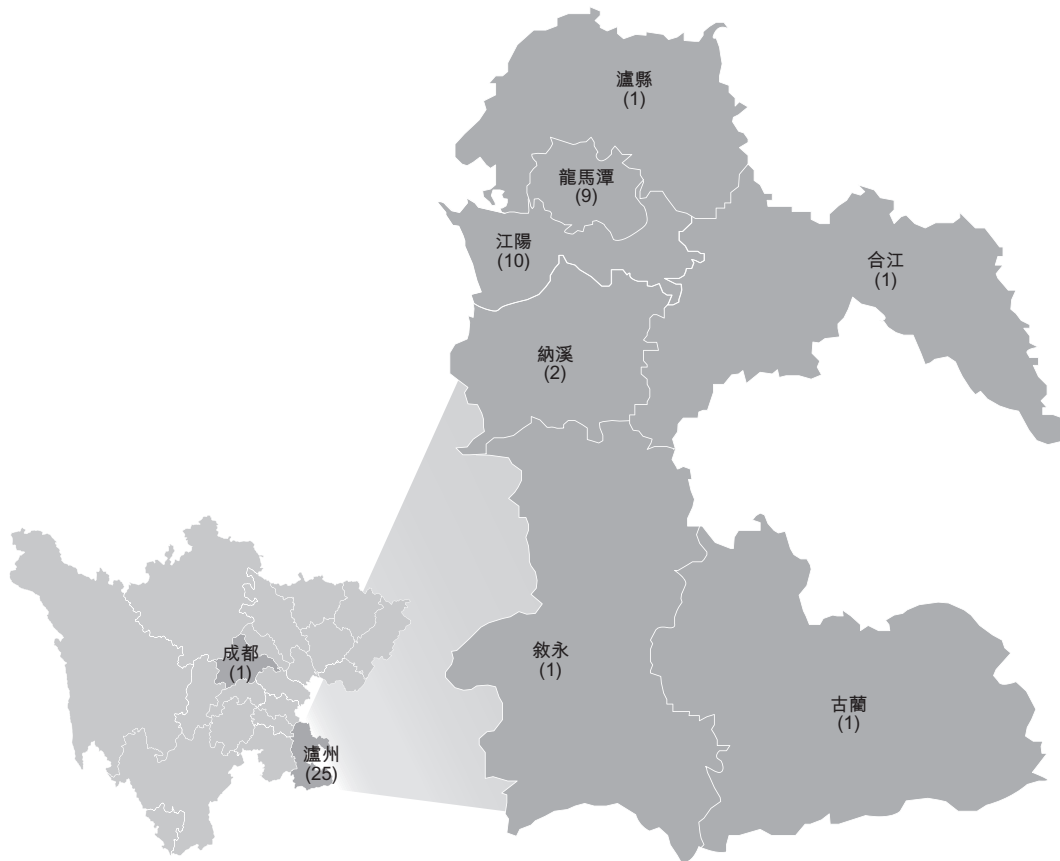 瀘縣
(1)
龍馬潭
(9)
江陽
(10)
合江
(1)
納溪
(2)
敘永
(1)
古藺
(1)
成都
(1)
瀘州
(25)